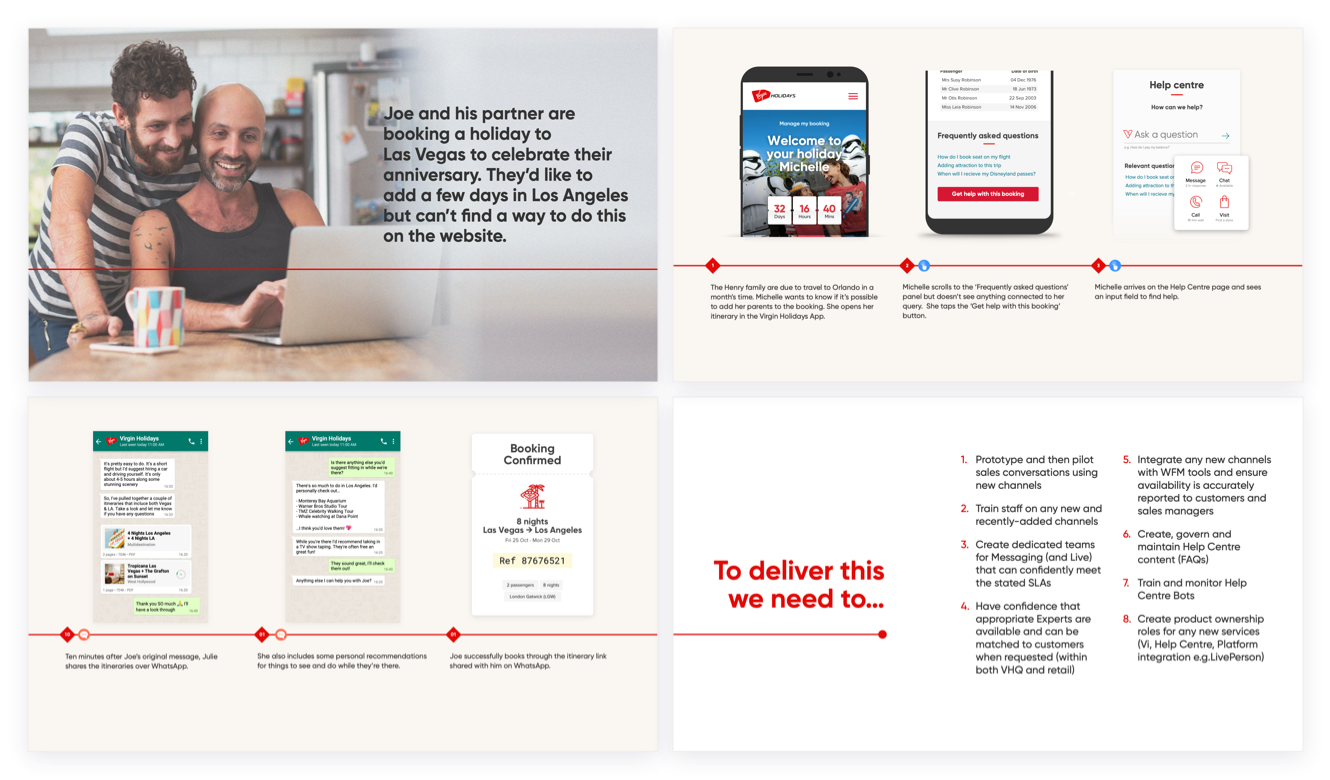 Joe and his partner are
booking a holiday to
Las Vegas to celebrate their
anniversary. They'd like to
add a few days in Los Angeles
but can't find a way to do this
on the website.
Virgin HOLIDAYS
Manage my booking
Welcome to
your holiday
Michelle
32 16 40
Days Hours Mins
Passenger Date of birth
Mrs Susy Robinson 04 Dec 1976
Mr Clive Robinson 18 Jun 1973
Mr Otis Robinson 22 Sep 2003
Miss Leia Robinson 14 Nov 2006
Frequently asked questions
How do I book seat on my flight
Adding attraction to this trip
When will I recieve my Disneyland passes?
Get help with this booking
Help centre
How can we help?
Ask a question
Relevant question
How do I book seat o
Adding attraction to t
When will I recieve my
Message Chat
Call Visit
1
The Henry family are due to travel to Orlando in a
month's time. Michelle wants to know if it's possible
to add her parents to the booking. She opens her
itinerary in the Virgin Holidays App.
2
Michelle scrolls to the 'Frequently asked questions'
panel but doesn't see anything connected to her
query. She taps the 'Get help with this booking'
button.
3
Michelle arrives on the Help Centre page and sees
an input field to find help.
Virgin Holidays
Last seen today 11:00 AM
It's pretty easy to do. It's a short
flight but I'd suggest hiring a car
and driving yourself. It's only
about 4-5 hours along some
stunning scenery
So, I've pulled together a couple of
itineraries that include both Vegas
& LA. Take a look and let me know
if you have any questions
4 Nights Los Angeles
+ 4 Nights LA
Multidestination
Tropicana Las
Vegas + The Grafton
on Sunset
West Hollywood
Thank you SO much 🙏 I'll
have a look through
Virgin Holidays
Last seen today 11:00 AM
Is there anything else you'd
suggest fitting in while we're
there?
There's so much to do in Los Angeles. I'd
personally check out...
- Monterey Bay Aquarium
- Warner Bros Studio Tour
- TMZ Celebrity Walking Tour
- Whale watching at Dana Point
...I think you'd love them! 💖
While you're there I'd recommend taking in
a TV show taping. They're often free an
great fun!
They sound great, I'll check
them out!
Anything else I can help you with Joe?
Booking
Confirmed
8 nights
Las Vegas → Los Angeles
Fri 25 Oct - Mon 29 Oct
Ref 87676521
2 passengers 8 nights
London Gatwick (LGW)
10
Ten minutes after Joe's original message, Julie
shares the itineraries over WhatsApp.
She also includes some personal recommendations
for things to see and do while they're there.
Joe successfully books through the itinerary link
shared with him on WhatsApp.
To deliver this
we need to...
1. Prototype and then pilot
sales conversations using
new channels
2. Train staff on any new and
recently-added channels
3. Create dedicated teams
for Messaging (and Live)
that can confidently meet
the stated SLAs
4. Have confidence that
appropriate Experts are
available and can be
matched to customers
when requested (within
both VHQ and retail)
5. Integrate any new channels
with WFM tools and ensure
availability is accurately
reported to customers and
sales managers
6. Create, govern and
maintain Help Centre
content (FAQs)
7. Train and monitor Help
Centre Bots
8. Create product ownership
roles for any new services
(Vi, Help Centre, Platform
integration e.g.LivePerson)